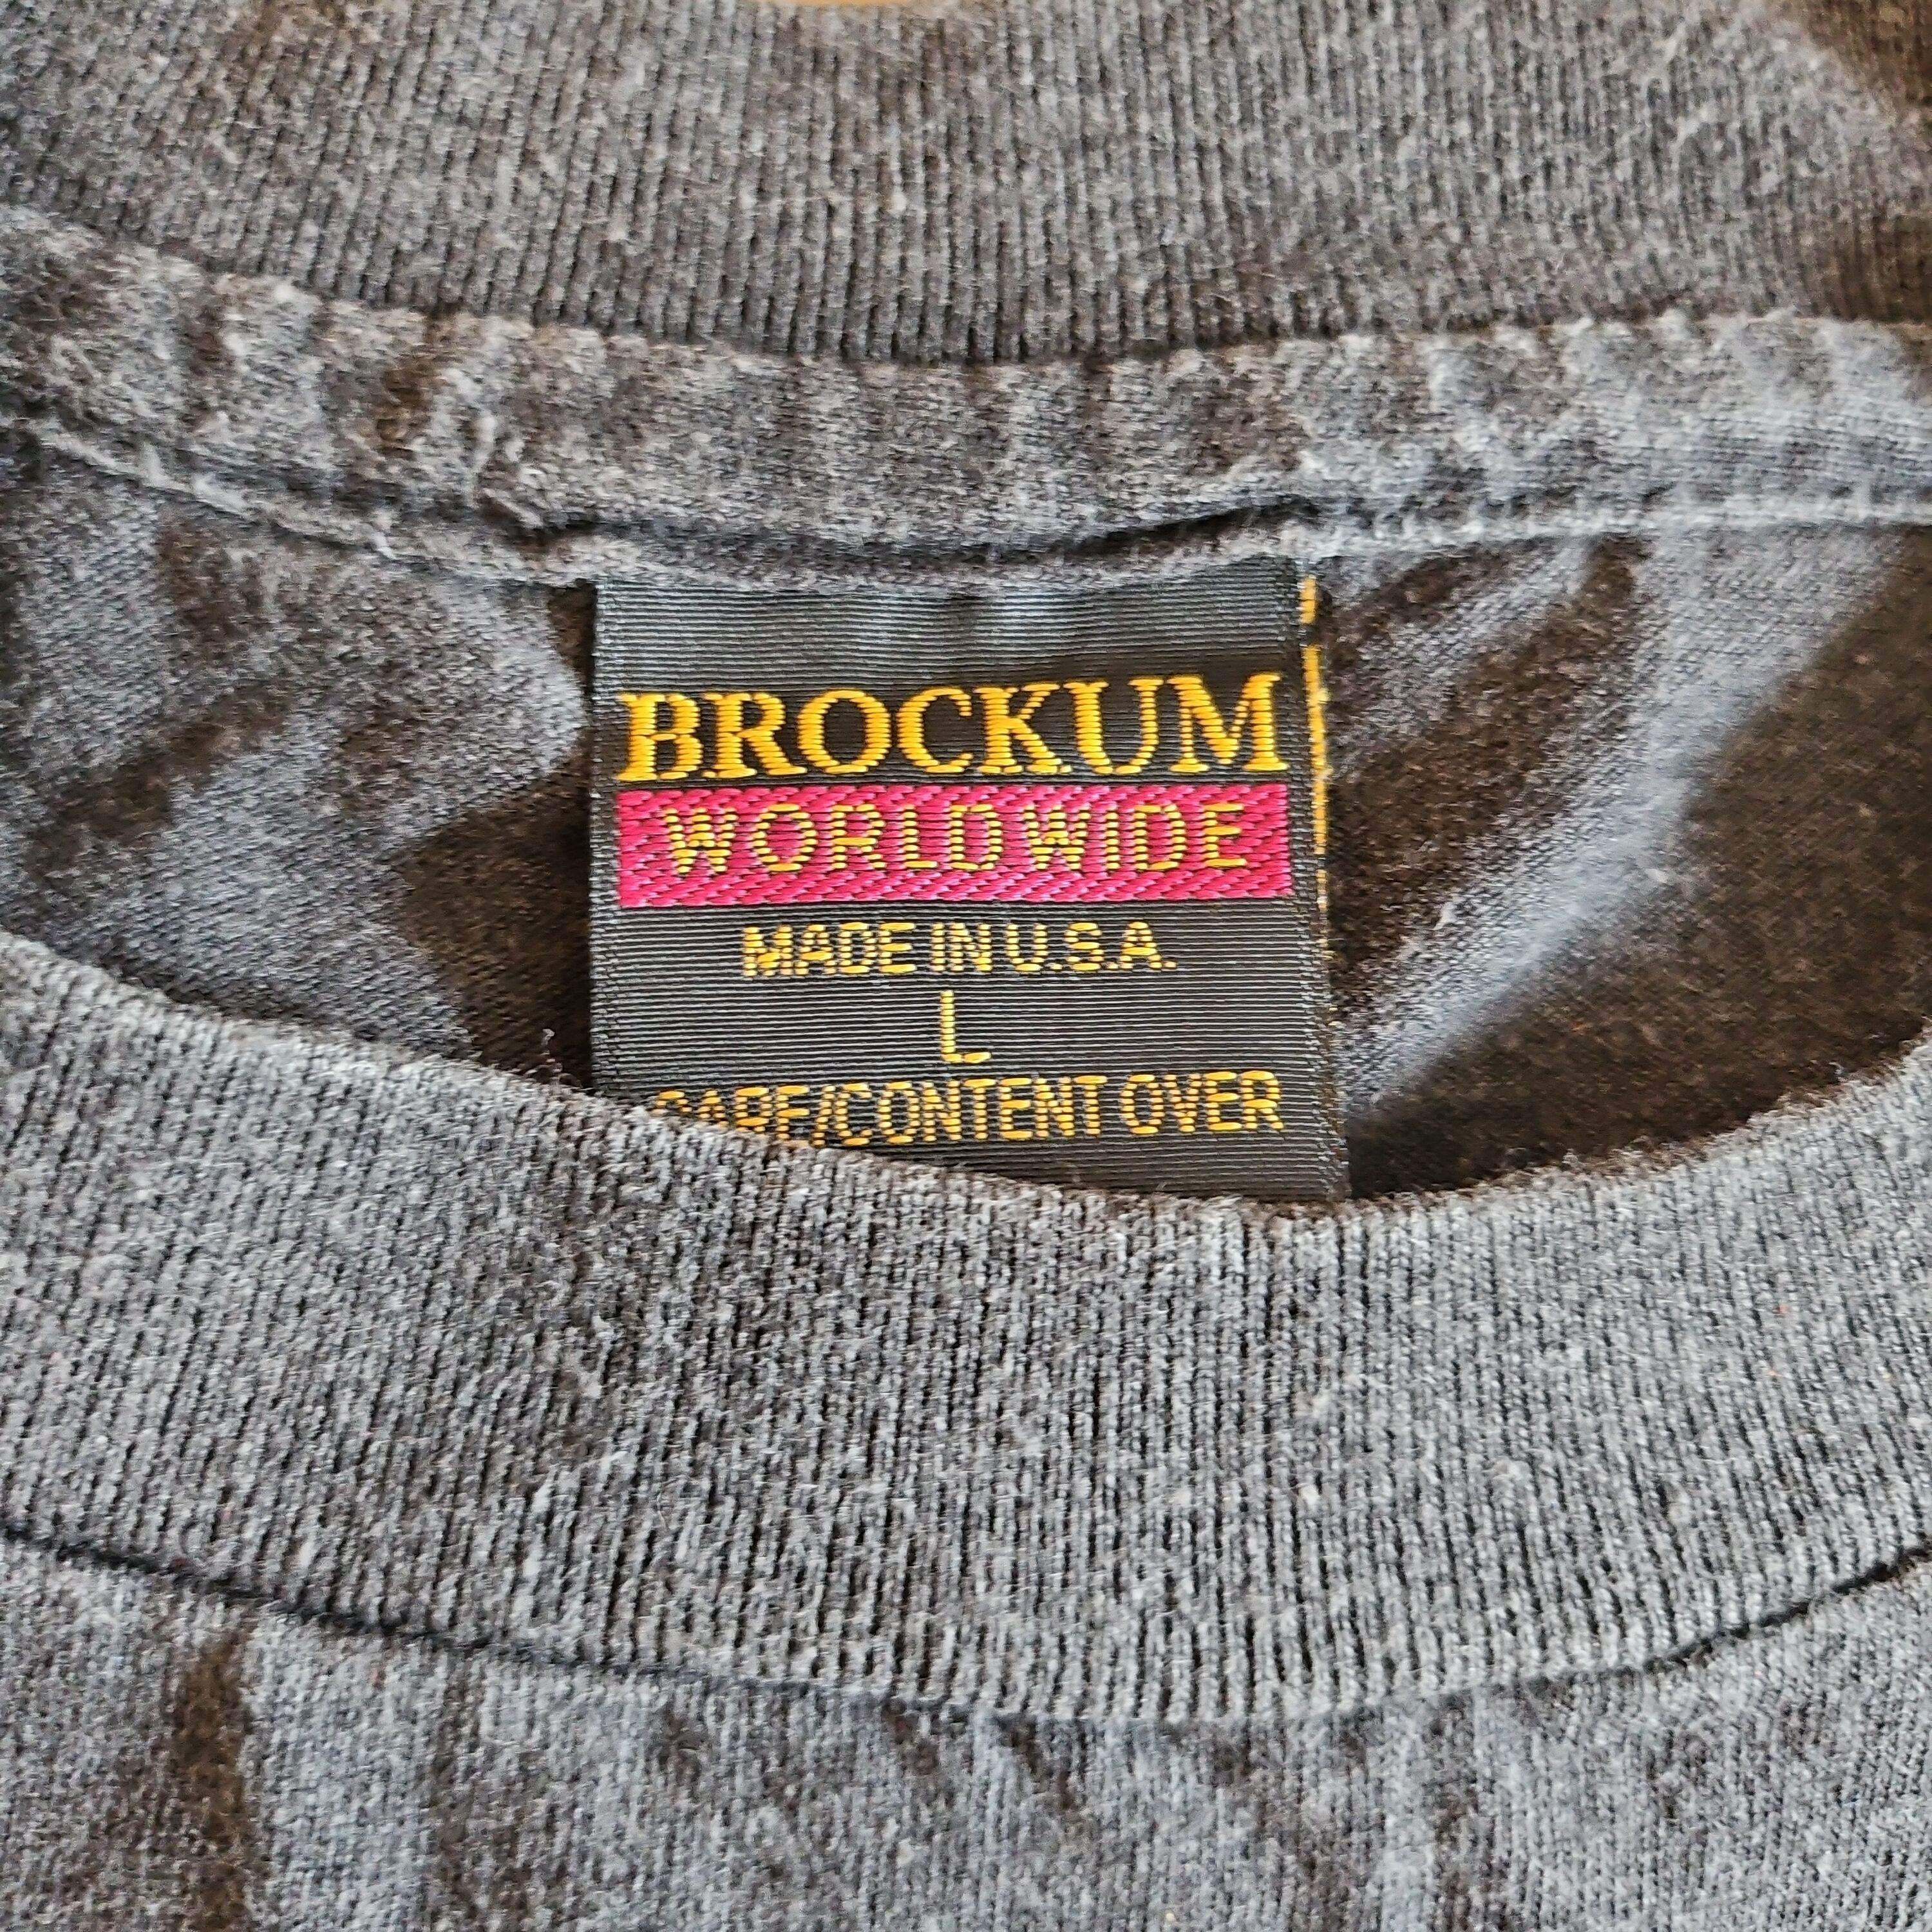 BROCKUM
WORLDWIDE
MADE IN U.S.A.
L
CARE/CONTENT OVER